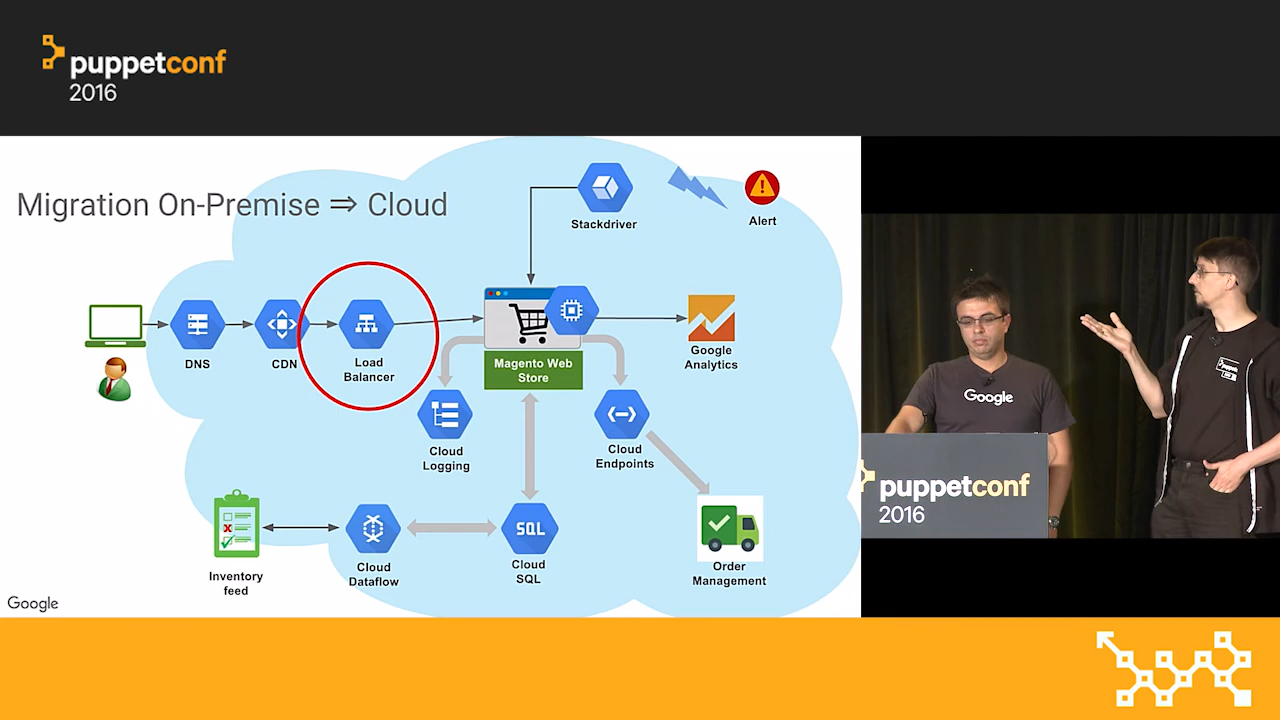 puppetconf
2016
Migration On-Premise ⇒ Cloud
Stackdriver
Alert
DNS
CDN
Load
Balancer
Magento Web
Store
Google
Analytics
Cloud
Logging
Cloud
Endpoints
SQL
Inventory
feed
Cloud
Dataflow
Cloud
SQL
Order
Management
Google
Google
puppetconf
2016